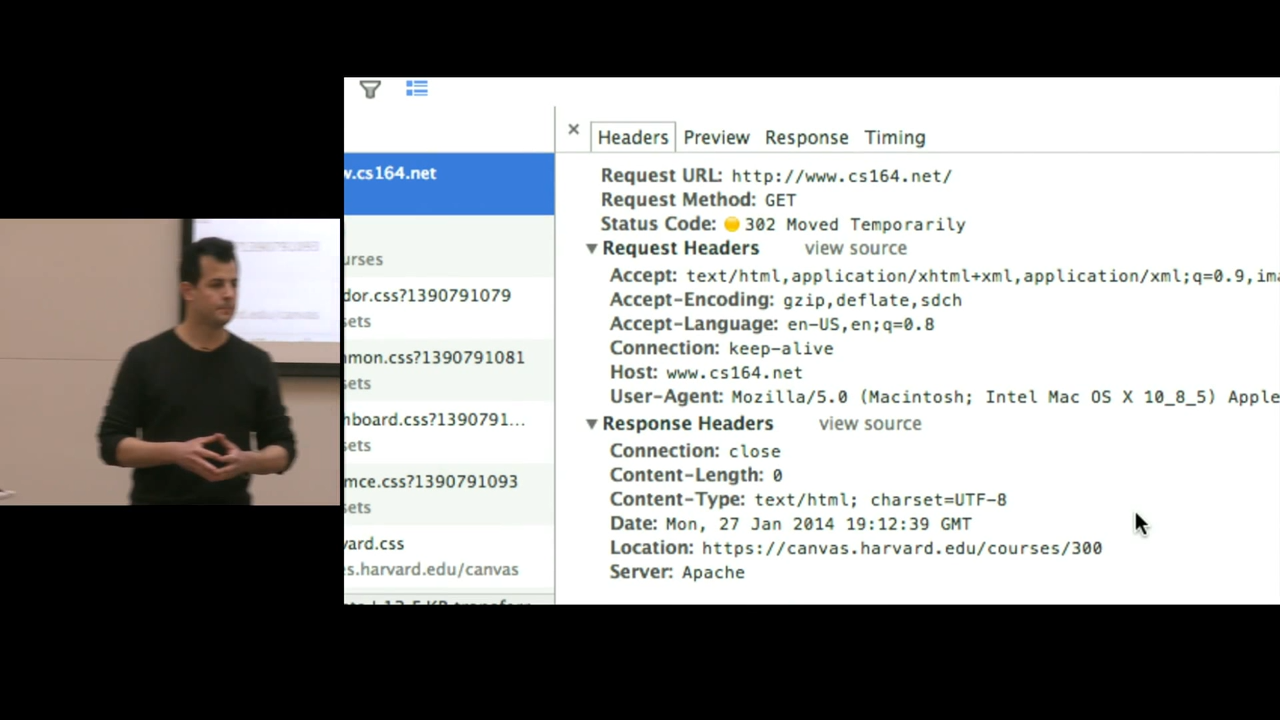 w.cs164.net
urses
dor.css?1390791079
sets
mon.css?1390791081
sets
board.css?1390791...
sets
mce.css?1390791093
sets
vard.css
es.harvard.edu/canvas
× Headers Preview Response Timing
Request URL: http://www.cs164.net/
Request Method: GET
Status Code: 302 Moved Temporarily
▼ Request Headers view source
Accept: text/html,application/xhtml+xml,application/xml;q=0.9,ima
Accept-Encoding: gzip,deflate,sdch
Accept-Language: en-US,en;q=0.8
Connection: keep-alive
Host: www.cs164.net
User-Agent: Mozilla/5.0 (Macintosh; Intel Mac OS X 10_8_5) Apple
▼ Response Headers view source
Connection: close
Content-Length: 0
Content-Type: text/html; charset=UTF-8
Date: Mon, 27 Jan 2014 19:12:39 GMT
Location: https://canvas.harvard.edu/courses/300
Server: Apache